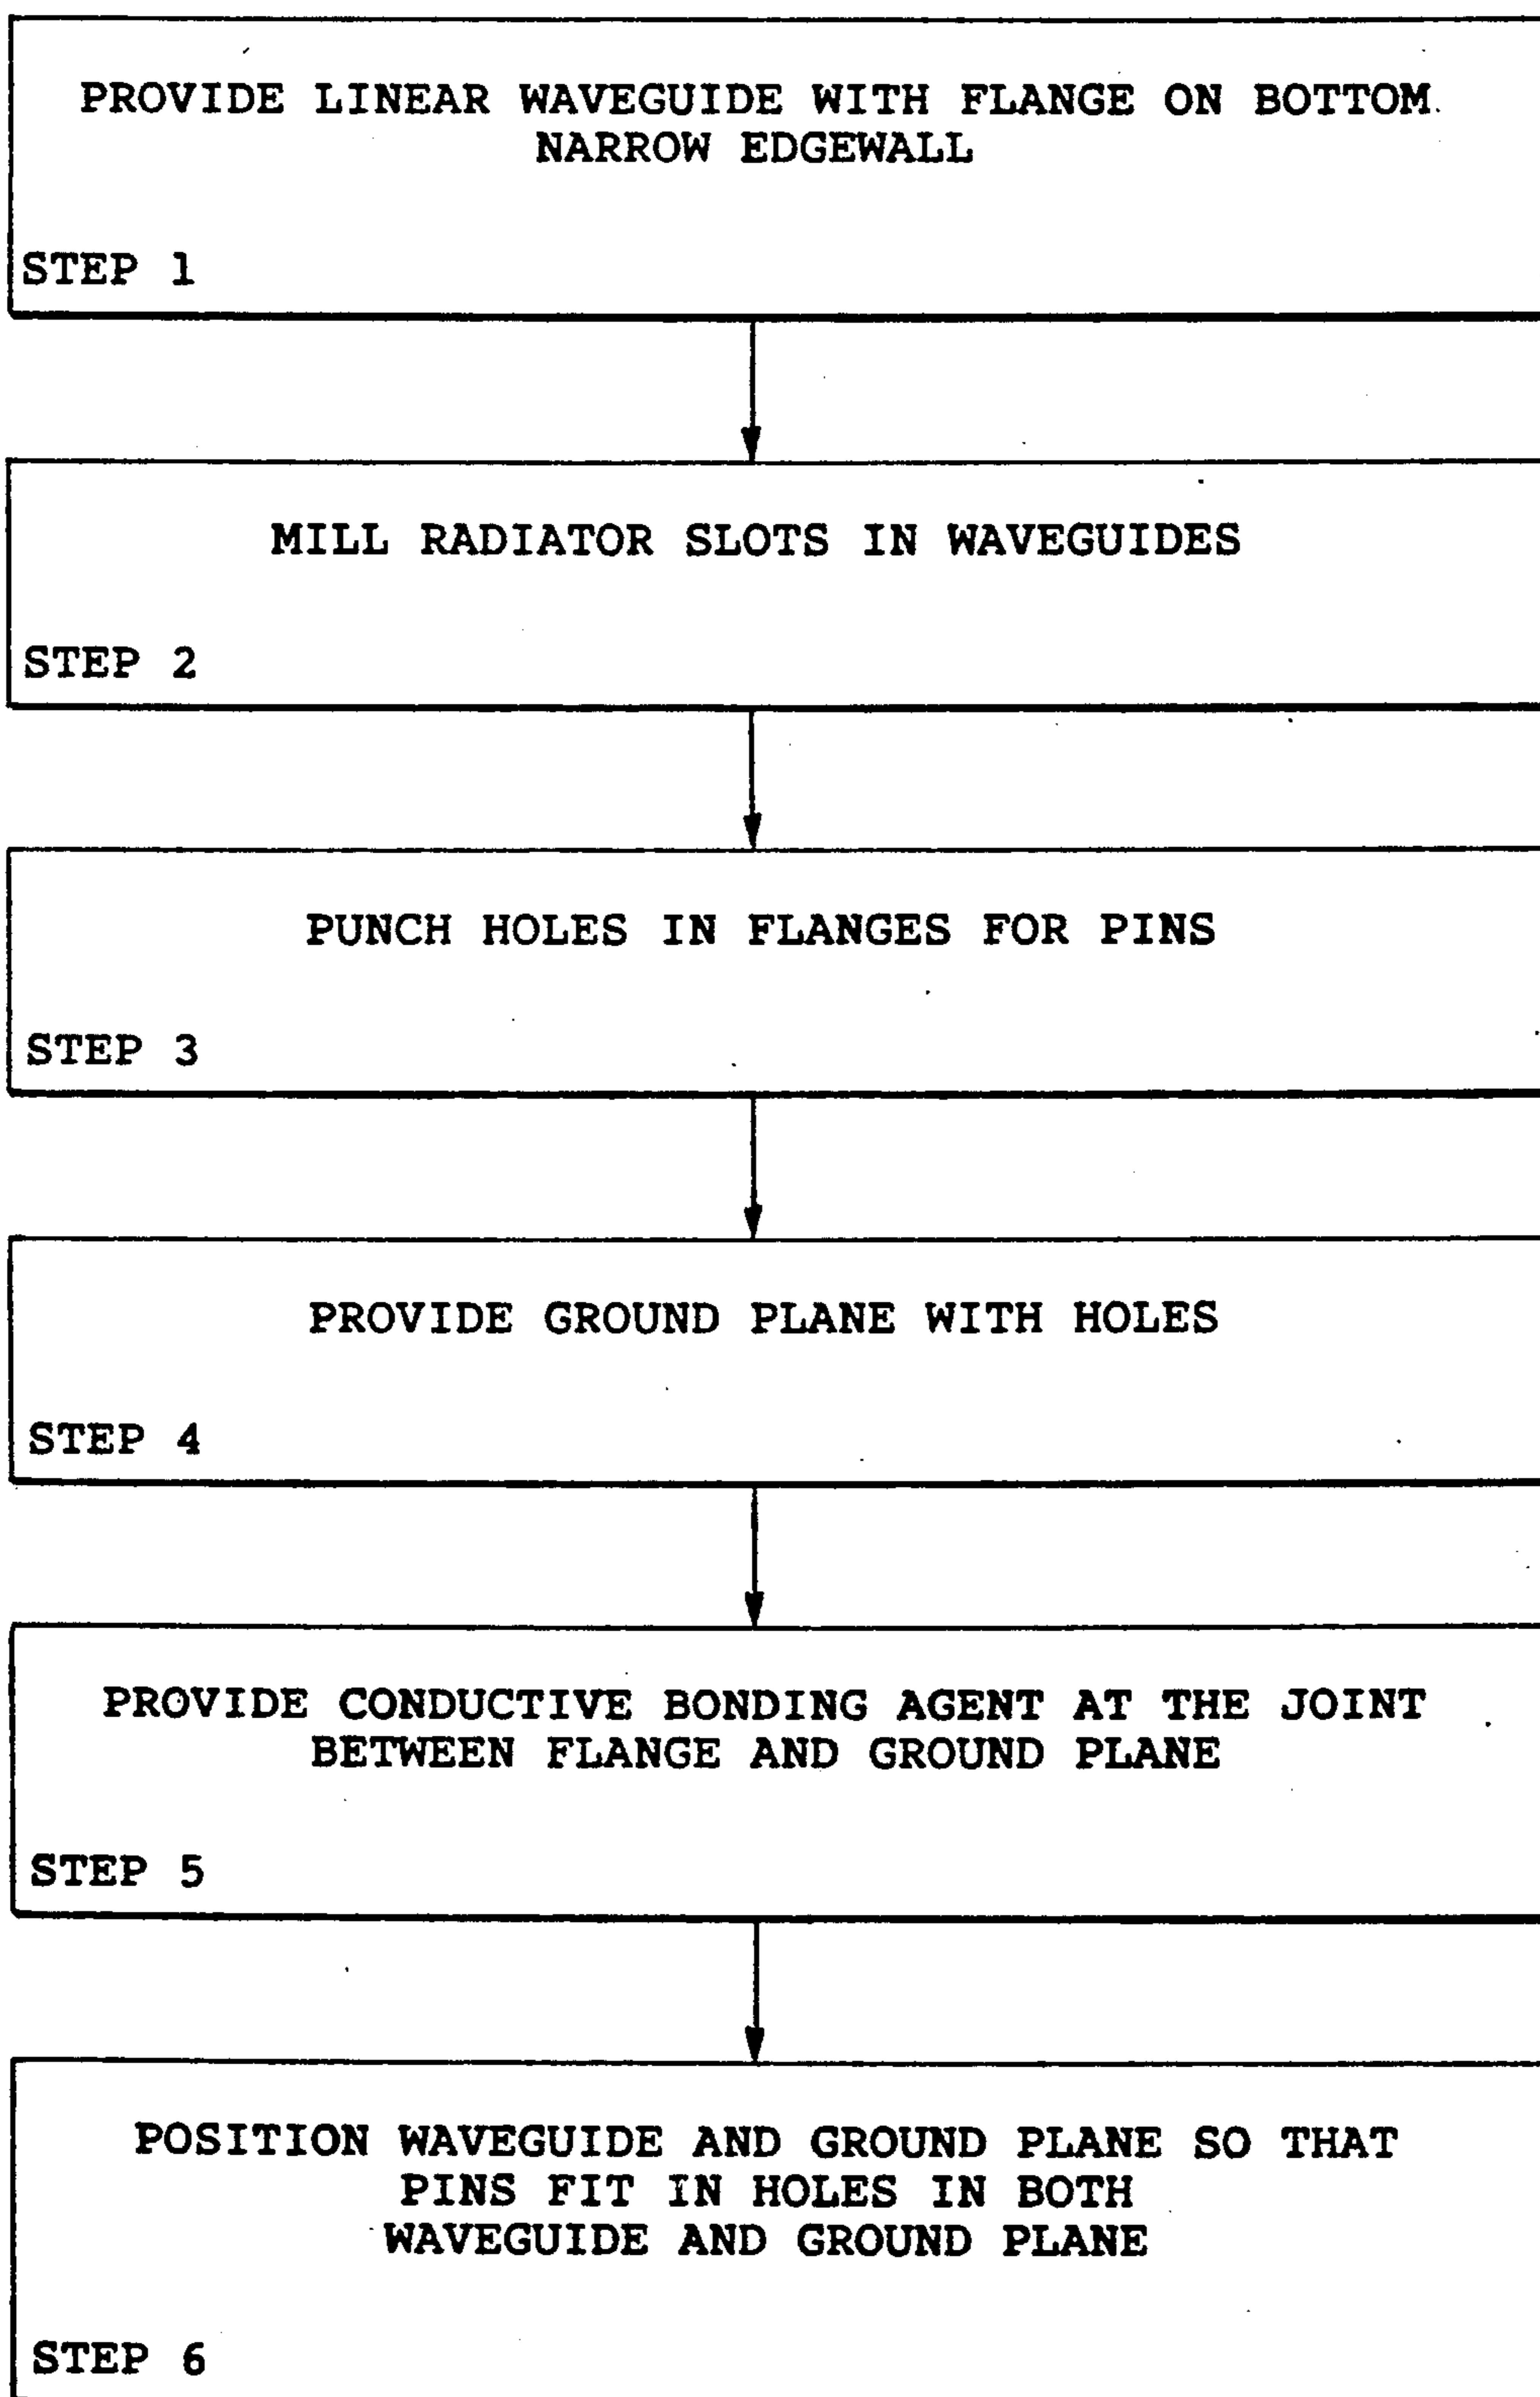 PROVIDE LINEAR WAVEGUIDE WITH FLANGE ON BOTTOM
NARROW EDGEWALL
STEP 1
MILL RADIATOR SLOTS IN WAVEGUIDES
STEP 2
PUNCH HOLES IN FLANGES FOR PINS
STEP 3
PROVIDE GROUND PLANE WITH HOLES
STEP 4
PROVIDE CONDUCTIVE BONDING AGENT AT THE JOINT
BETWEEN FLANGE AND GROUND PLANE
STEP 5
POSITION WAVEGUIDE AND GROUND PLANE SO THAT
PINS FIT IN HOLES IN BOTH
WAVEGUIDE AND GROUND PLANE
STEP 6